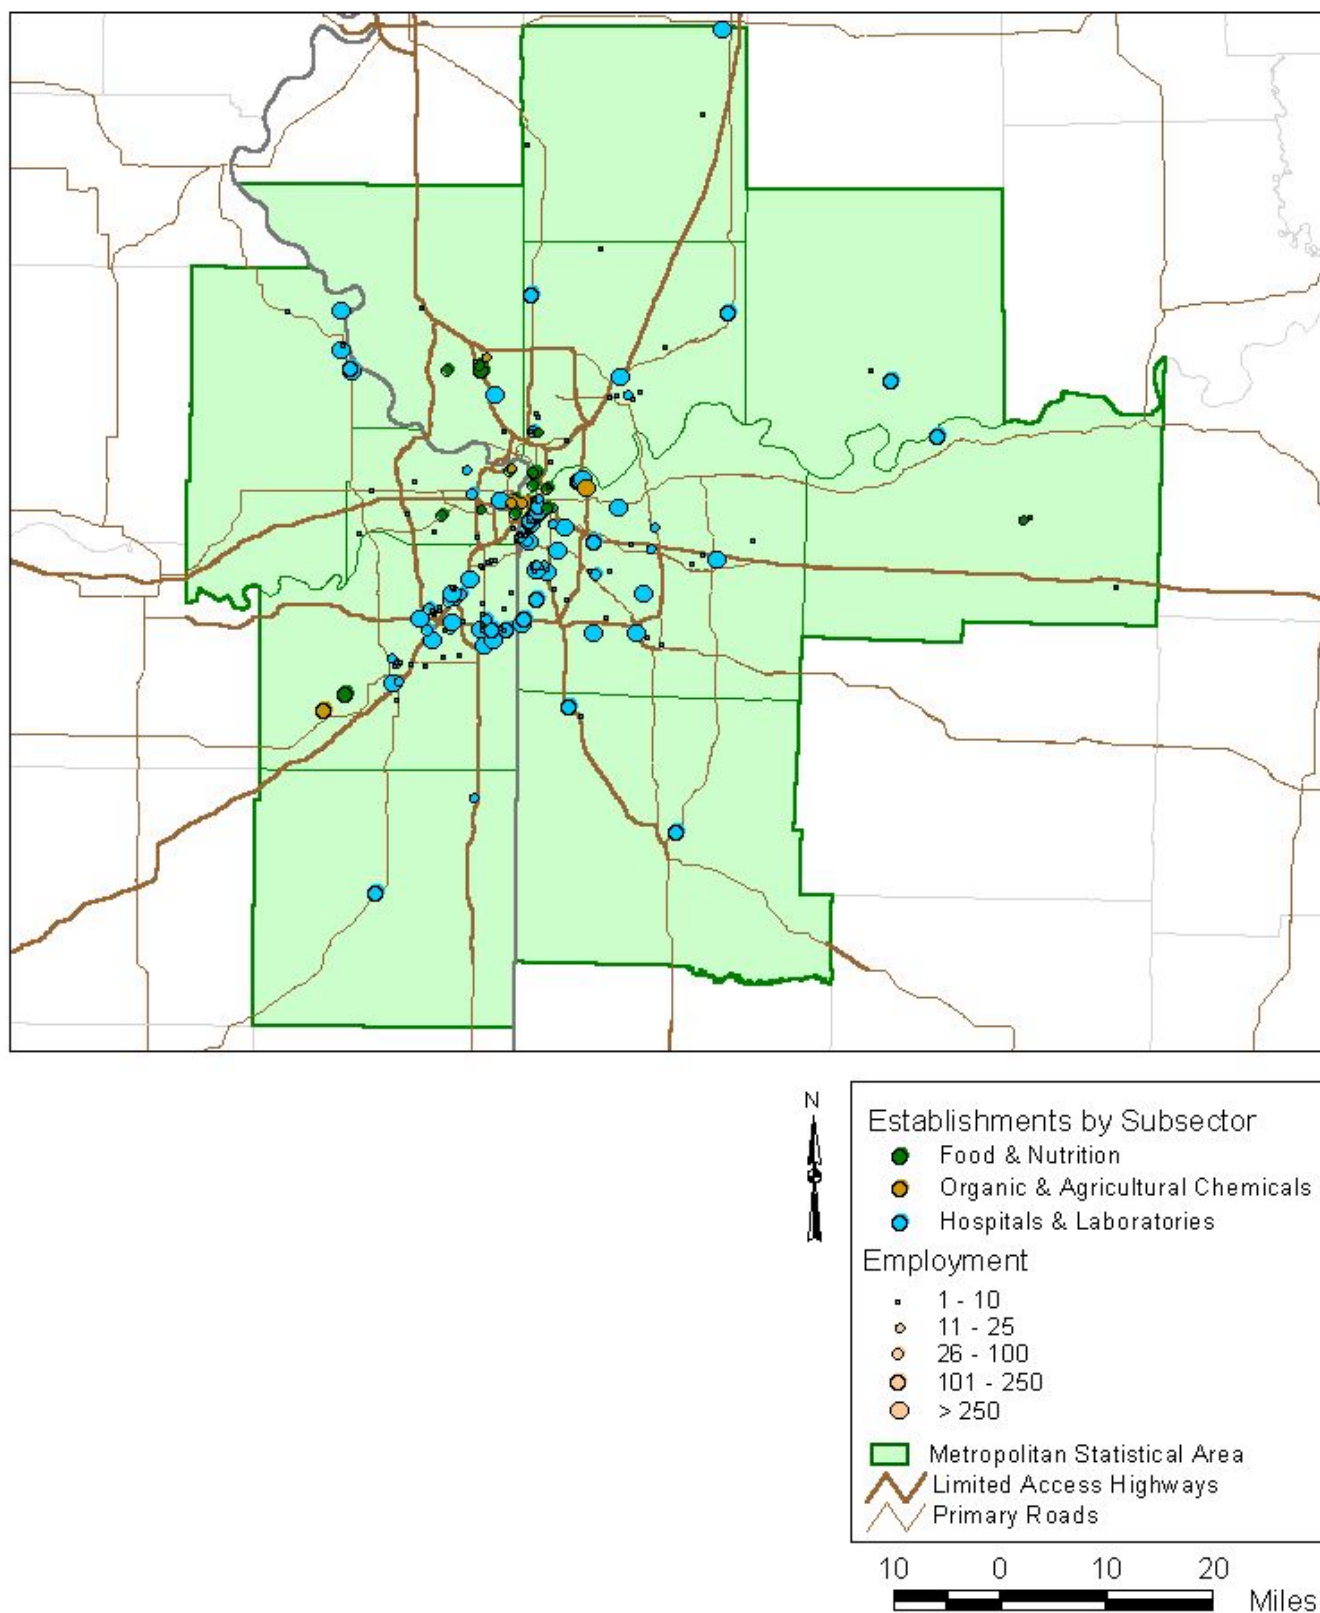 N
Establishments by Subsector
Food & Nutrition
Organic & Agricultural Chemicals
Hospitals & Laboratories
Employment
1 - 10
11 - 25
26 - 100
101 - 250
> 250
Metropolitan Statistical Area
Limited Access Highways
Primary Roads
10 0 10 20
Miles